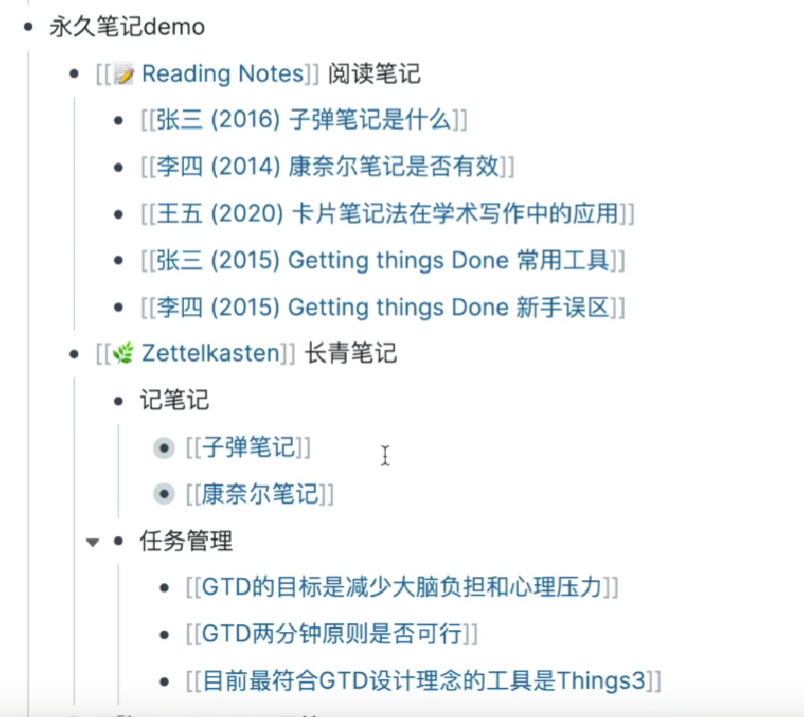 永久笔记demo
[[📝 Reading Notes]] 阅读笔记
[[张三 (2016) 子弹笔记是什么]]
[[李四 (2014) 康奈尔笔记是否有效]]
[[王五 (2020) 卡片笔记法在学术写作中的应用]]
[[张三 (2015) Getting things Done 常用工具]]
[[李四 (2015) Getting things Done 新手误区]]
[[🌿 Zettelkasten]] 长青笔记
记笔记
[[子弹笔记]]
[[康奈尔笔记]]
任务管理
[[GTD的目标是减少大脑负担和心理压力]]
[[GTD两分钟原则是否可行]]
[[目前最符合GTD设计理念的工具是Things3]]